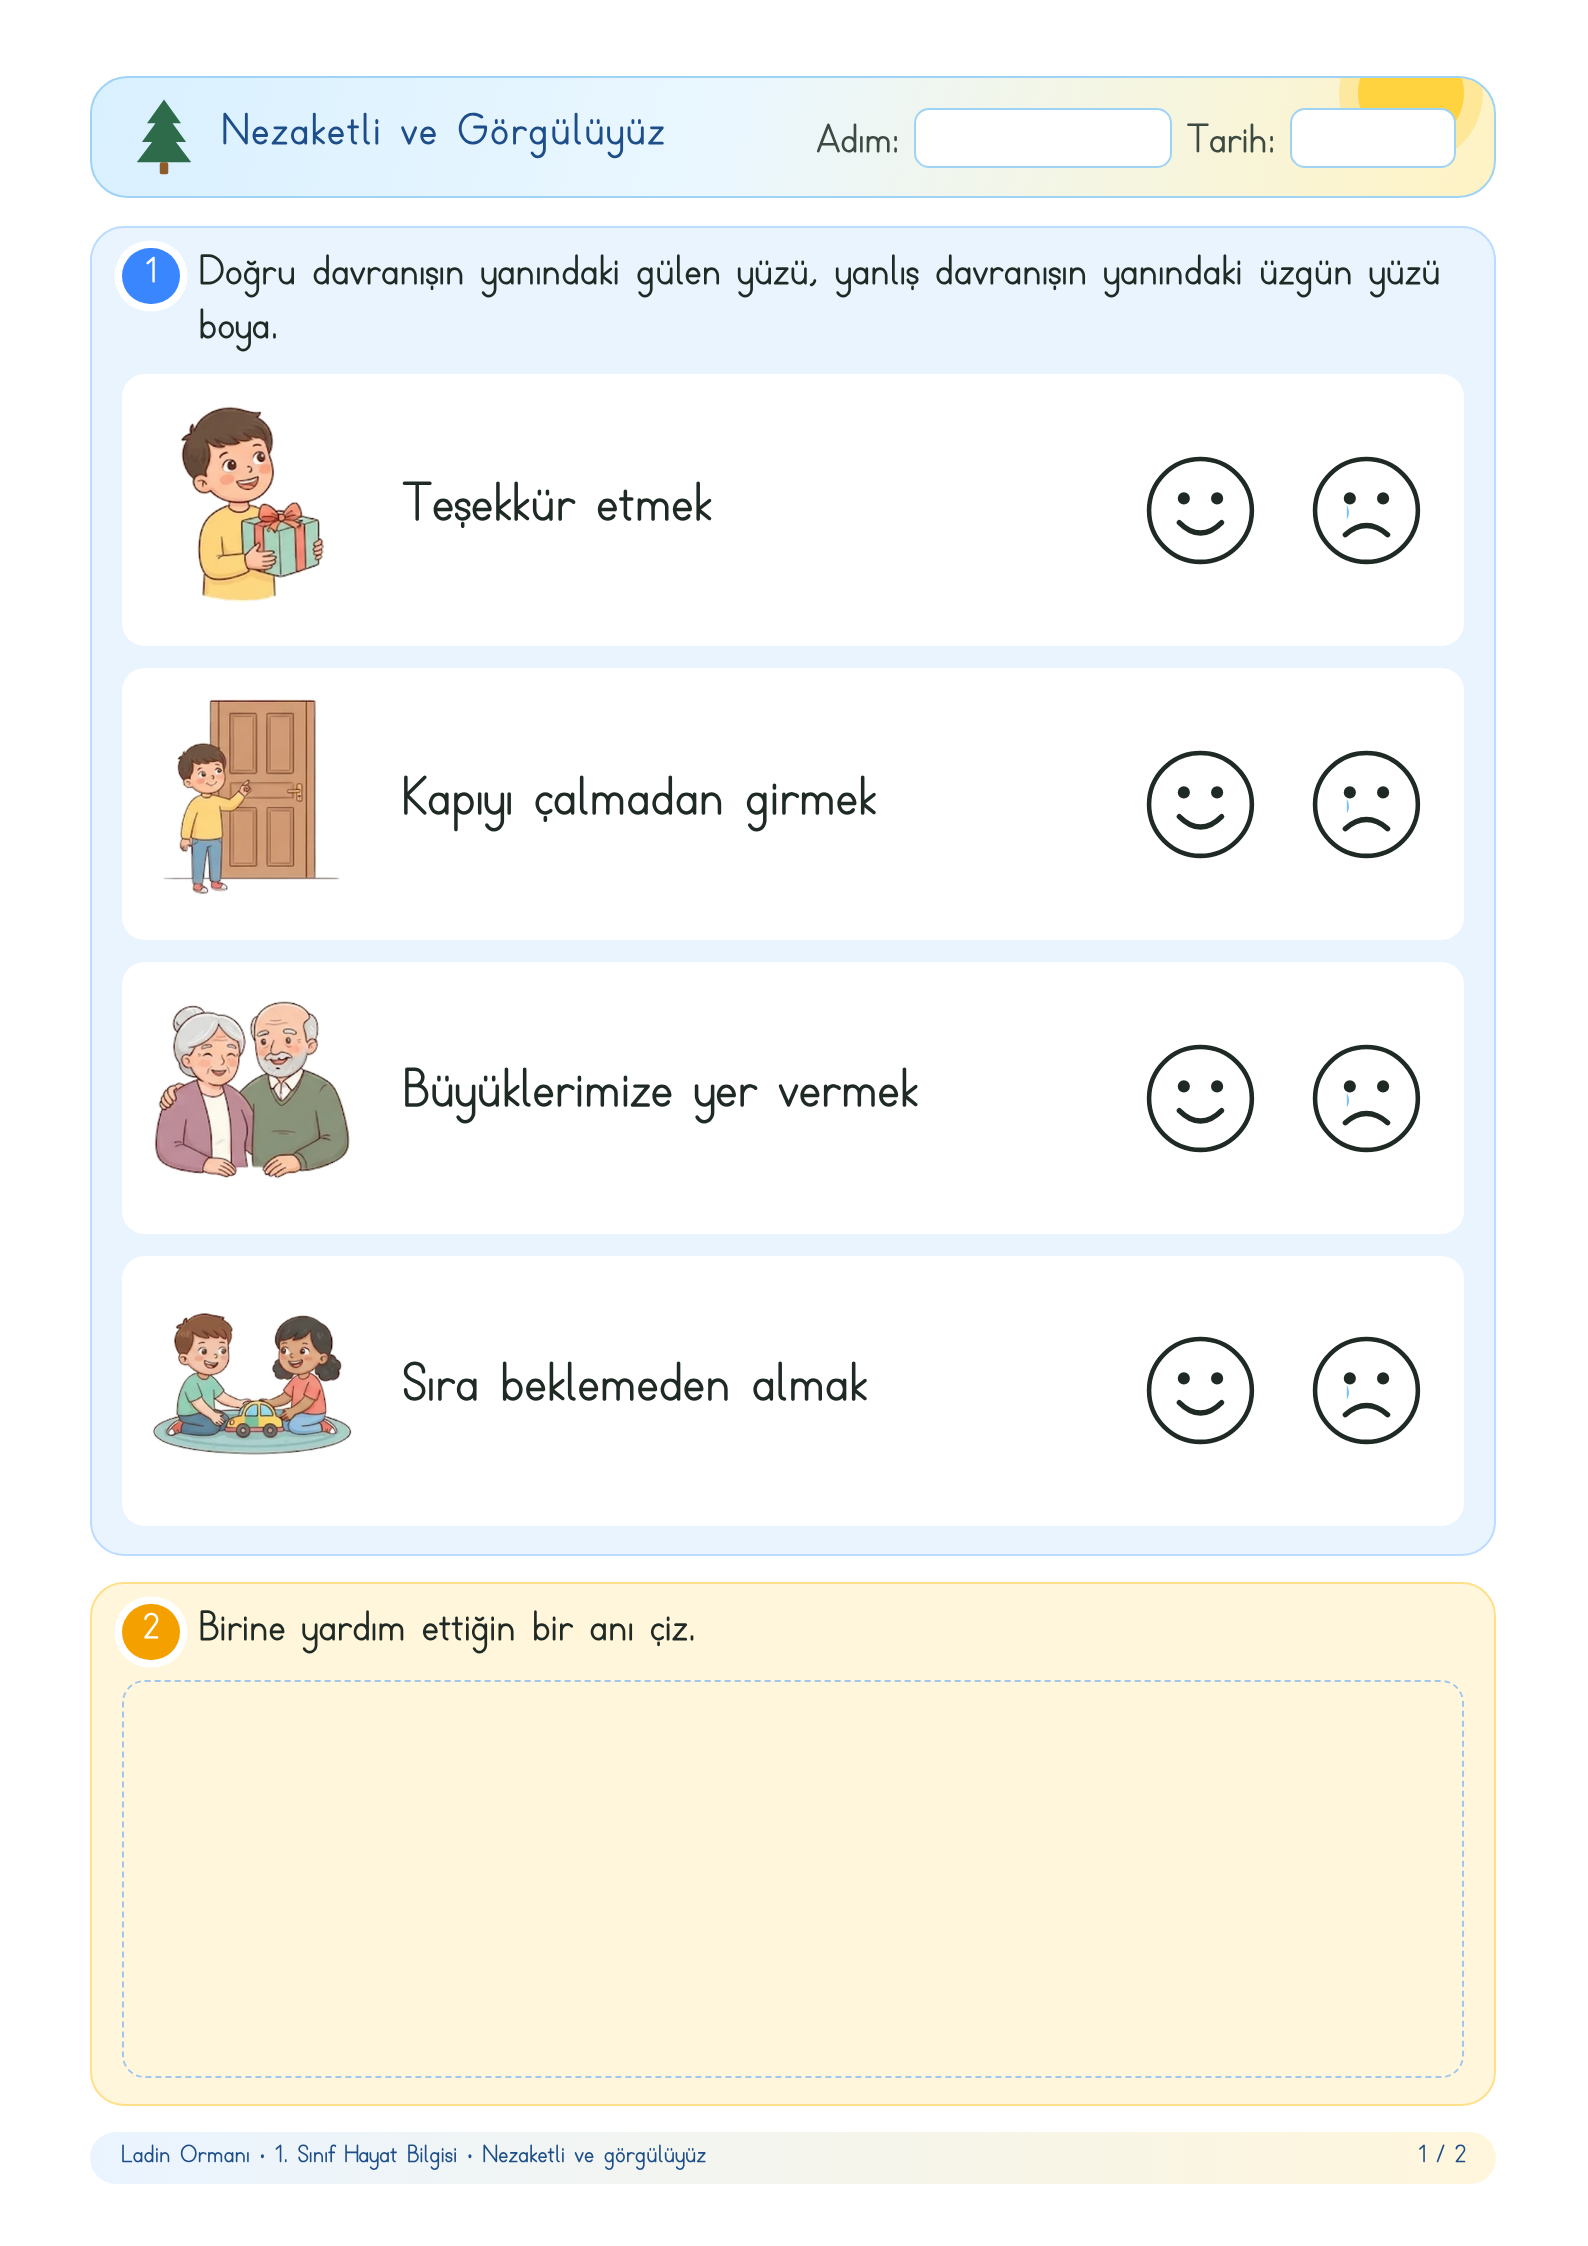 Nezaketli ve Görgülüyüz
Adım:
Tarih:
1
Doğru davranışın yanındaki gülen yüzü, yanlış davranışın yanındaki üzgün yüzü
boya.
Teşekkür etmek
Kapıyı çalmadan girmek
Büyüklerimize yer vermek
Sıra beklemeden almak
2
Birine yardım ettiğin bir anı çiz.
Ladin Ormanı • 1. Sınıf Hayat Bilgisi • Nezaketli ve görgülüyüz
1 / 2